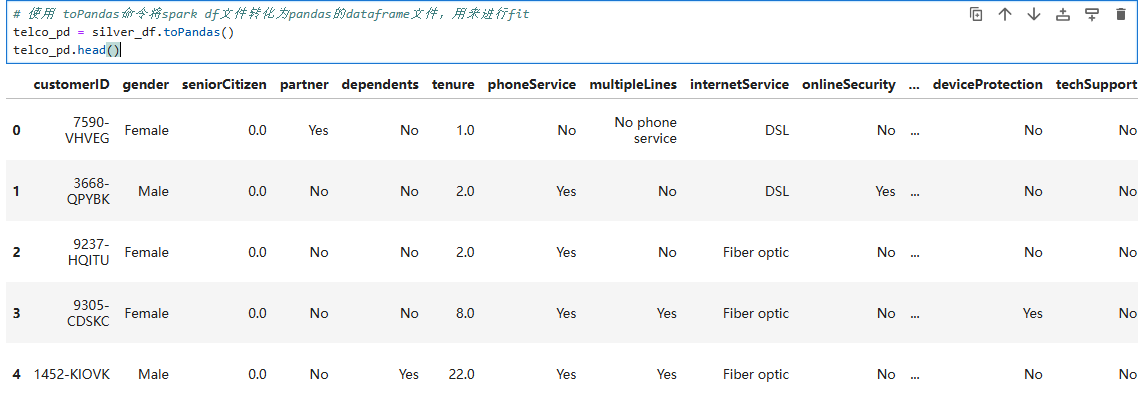 # 使用 toPandas命令将spark df文件转化为pandas的dataframe文件，用来进行fit
telco_pd = silver_df.toPandas()
telco_pd.head()
customerID gender seniorCitizen partner dependents tenure phoneService multipleLines internetService onlineSecurity ... deviceProtection techSupport
0 7590-VHVEG Female 0.0 Yes No 1.0 No No phone service DSL No ... No No
1 3668-QPYBK Male 0.0 No No 2.0 Yes No DSL Yes ... No No
2 9237-HQITU Female 0.0 No No 2.0 Yes No Fiber optic No ... No No
3 9305-CDSKC Female 0.0 No No 8.0 Yes Yes Fiber optic No ... Yes No
4 1452-KIOVK Male 0.0 No Yes 22.0 Yes Yes Fiber optic No ... No No